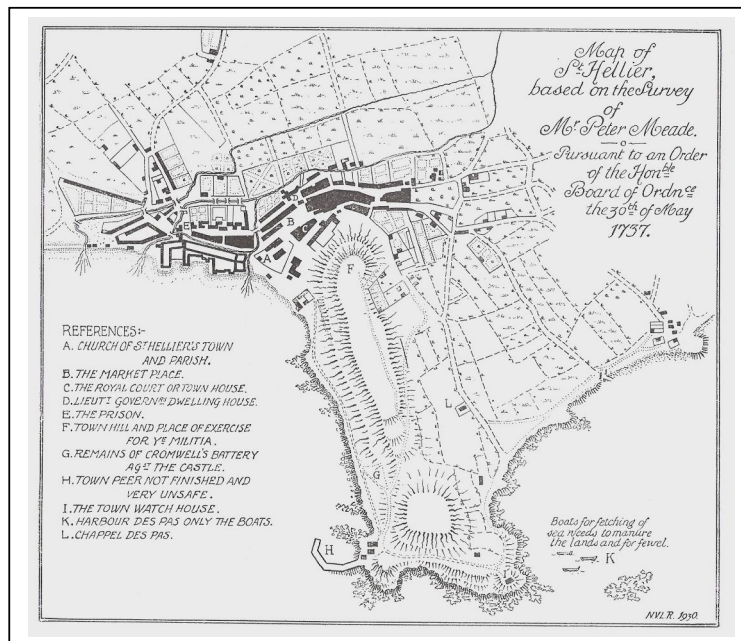 Map of
St. Hellier,
based on the Survey
of
Mr. Peter Meade.
Pursuant to an Order
of the Honble
Board of Ordnce
the 30th of May
1737.
E
B
C
A
F
REFERENCES:-
A. CHURCH OF ST HELLIER'S TOWN
AND PARISH.
B. THE MARKET PLACE.
C. THE ROYAL COURT OR TOWN HOUSE.
D. LIEUTT GOVERNRS DWELLING HOUSE.
E. THE PRISON.
F. TOWN HILL AND PLACE OF EXERCISE
FOR YE MILITIA.
G. REMAINS OF CROMWELL'S BATTERY
AGST THE CASTLE.
H. TOWN PEER NOT FINISHED AND
VERY UNSAFE.
I. THE TOWN WATCH HOUSE.
K. HARBOUR DES PAS ONLY THE BOATS.
L. CHAPPEL DES PAS.
L
G
H
Boats for fetching of
sea weeds to manure
the lands and for fewel.
K
N.V.L.R. 1930.